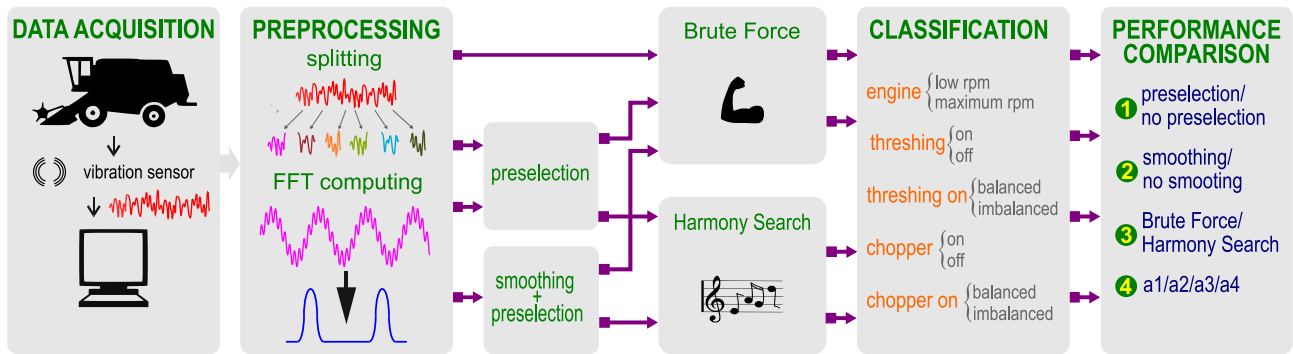 DATA ACQUISITION
vibration sensor
PREPROCESSING
splitting
FFT computing
preselection
smoothing
+
preselection
Brute Force
Harmony Search
CLASSIFICATION
engine { low rpm
maximum rpm
threshing { on
off
threshing on { balanced
imbalanced
chopper { on
off
chopper on { balanced
imbalanced
PERFORMANCE
COMPARISON
1 preselection/
no preselection
2 smoothing/
no smooting
3 Brute Force/
Harmony Search
4 a1/a2/a3/a4